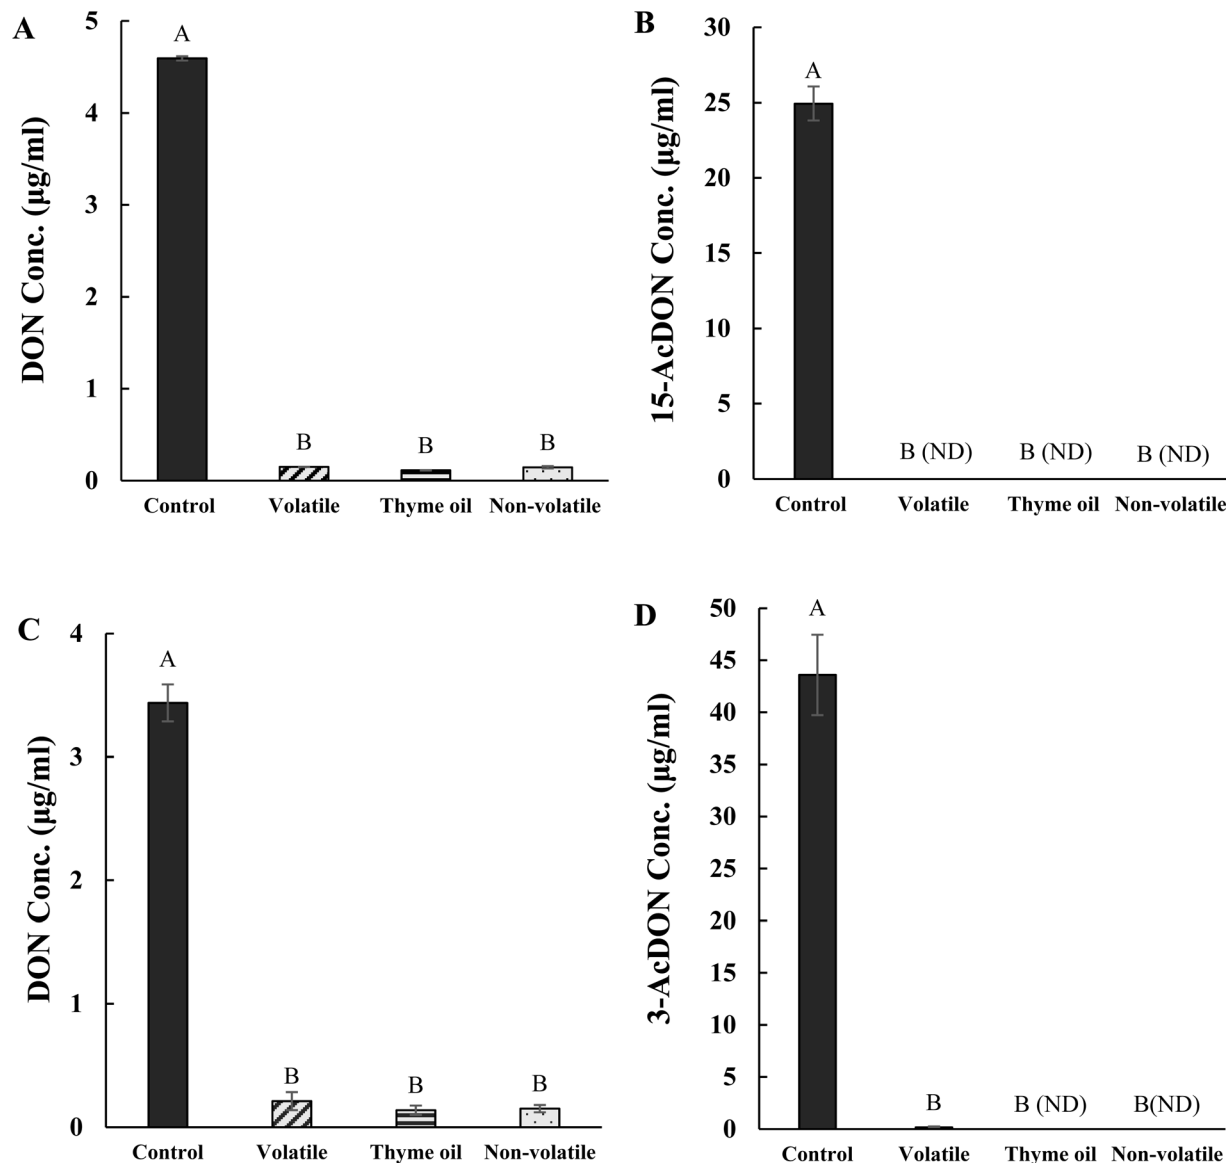 A
DON Conc. (µg/ml)
5
4
3
2
1
0
A
B
B
B
Control Volatile Thyme oil Non-volatile
B
15-AcDON Conc. (µg/ml)
30
25
20
15
10
5
0
A
B (ND) B (ND) B (ND)
Control Volatile Thyme oil Non-volatile
C
DON Conc. (µg/ml)
4
3
2
1
0
A
B
B
B
Control Volatile Thyme oil Non-volatile
D
3-AcDON Conc. (µg/ml)
50
45
40
35
30
25
20
15
10
5
0
A
B B (ND) B(ND)
Control Volatile Thyme oil Non-volatile